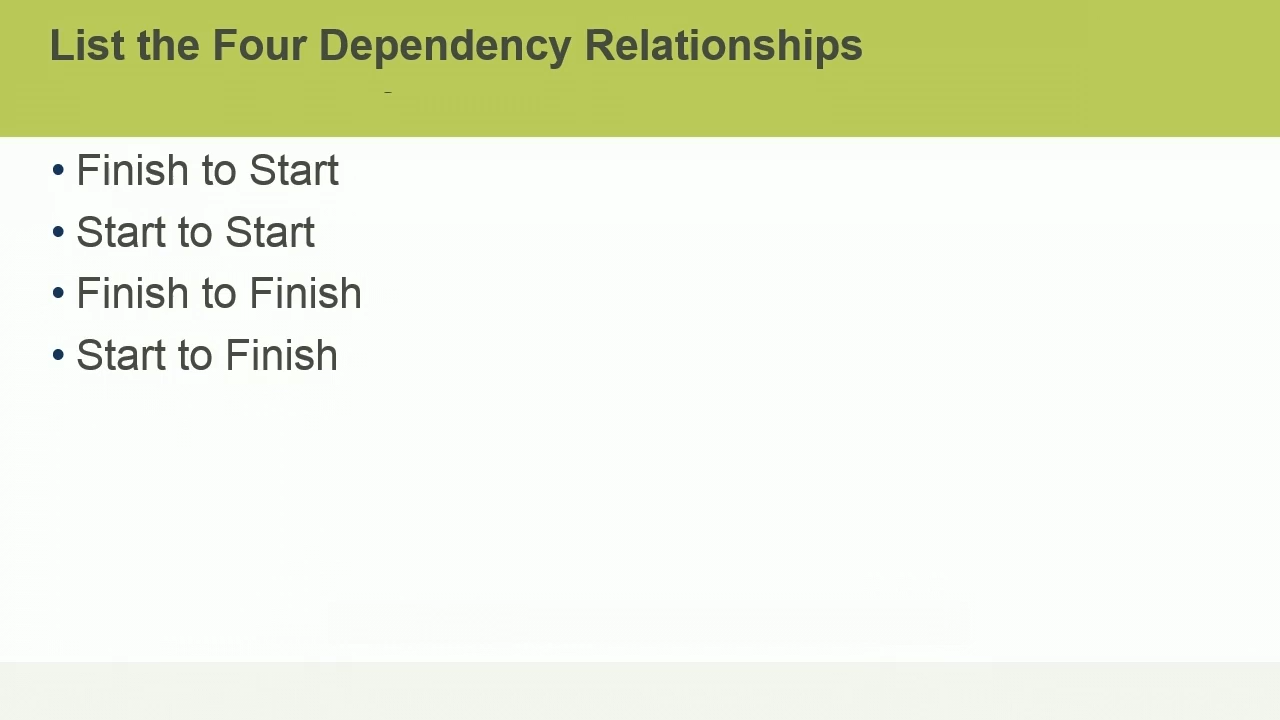 List the Four Dependency Relationships
• Finish to Start
• Start to Start
• Finish to Finish
• Start to Finish